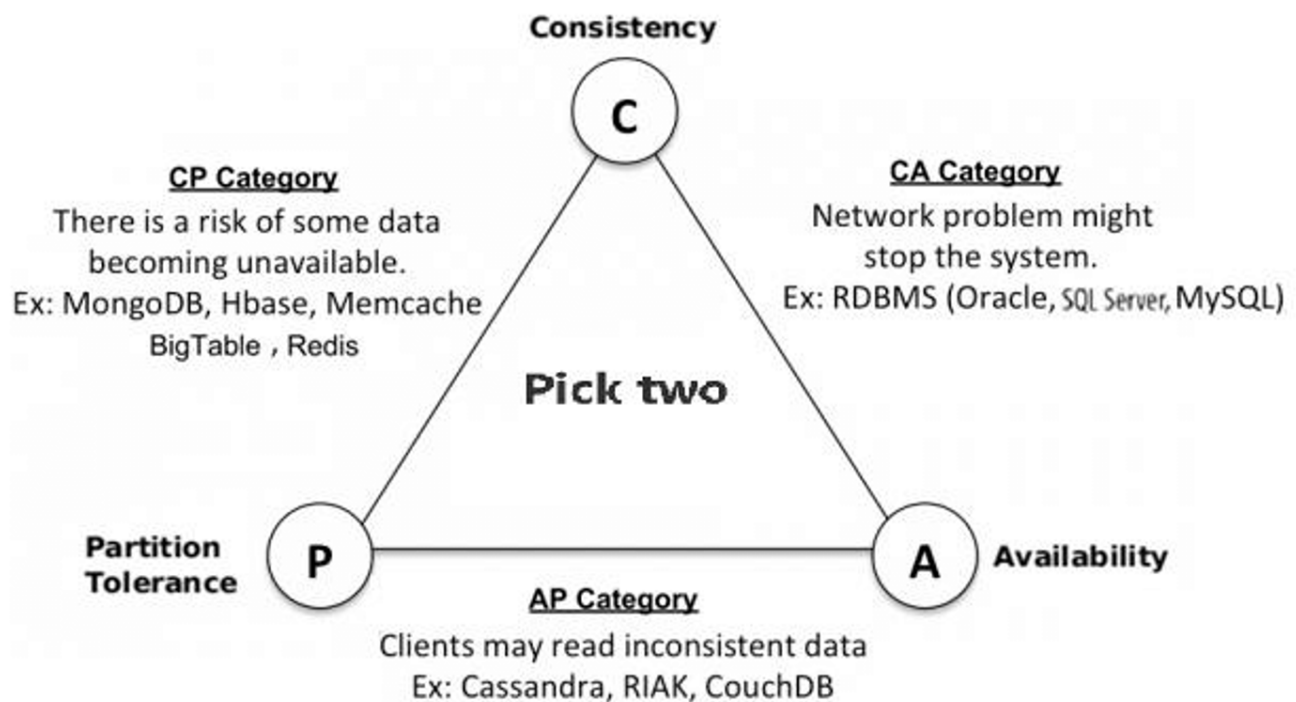 Consistency
C
CP Category
There is a risk of some data
becoming unavailable.
Ex: MongoDB, Hbase, Memcache
BigTable , Redis
CA Category
Network problem might
stop the system.
Ex: RDBMS (Oracle, SQL Server, MySQL)
Pick two
Partition
Tolerance
P
A
Availability
AP Category
Clients may read inconsistent data
Ex: Cassandra, RIAK, CouchDB